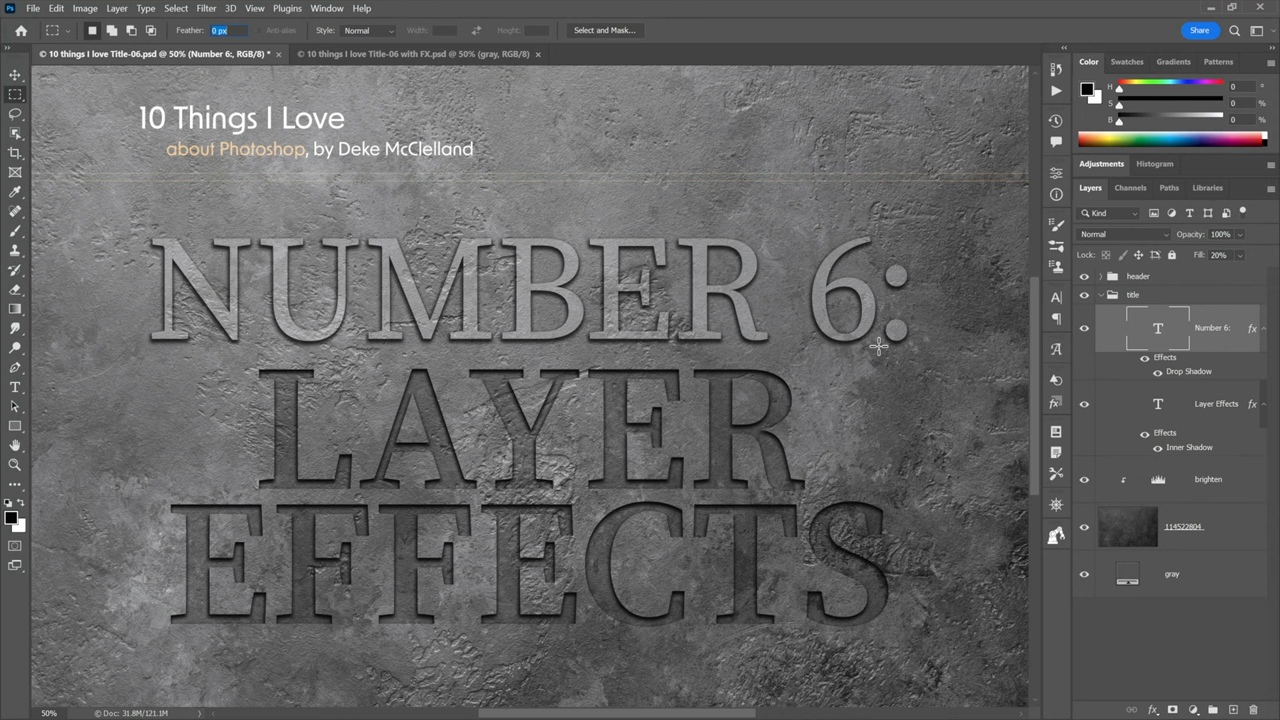 File Edit Image Layer Type Select Filter 3D View Plugins Window Help
Feather: 0 px Anti-alias Style: Normal Width: Height: Select and Mask... Share
© 10 things I love Title-06.psd @ 50% (Number 6:, RGB/8) * × © 10 things I love Title-06 with FX.psd @ 50% (gray, RGB/8) ×
Color Swatches Gradients Patterns
H 0 °
S 0 %
B 0 %
Adjustments Histogram
Layers Channels Paths Libraries
Kind
Normal Opacity: 100%
Lock: Fill: 20%
header
title
Number 6: fx
Effects
Drop Shadow
Layer Effects fx
Effects
Inner Shadow
brighten
114522804
gray
10 Things I Love
about Photoshop, by Deke McClelland
NUMBER 6:
LAYER
EFFECTS
50% © Doc: 31.8M/121.1M